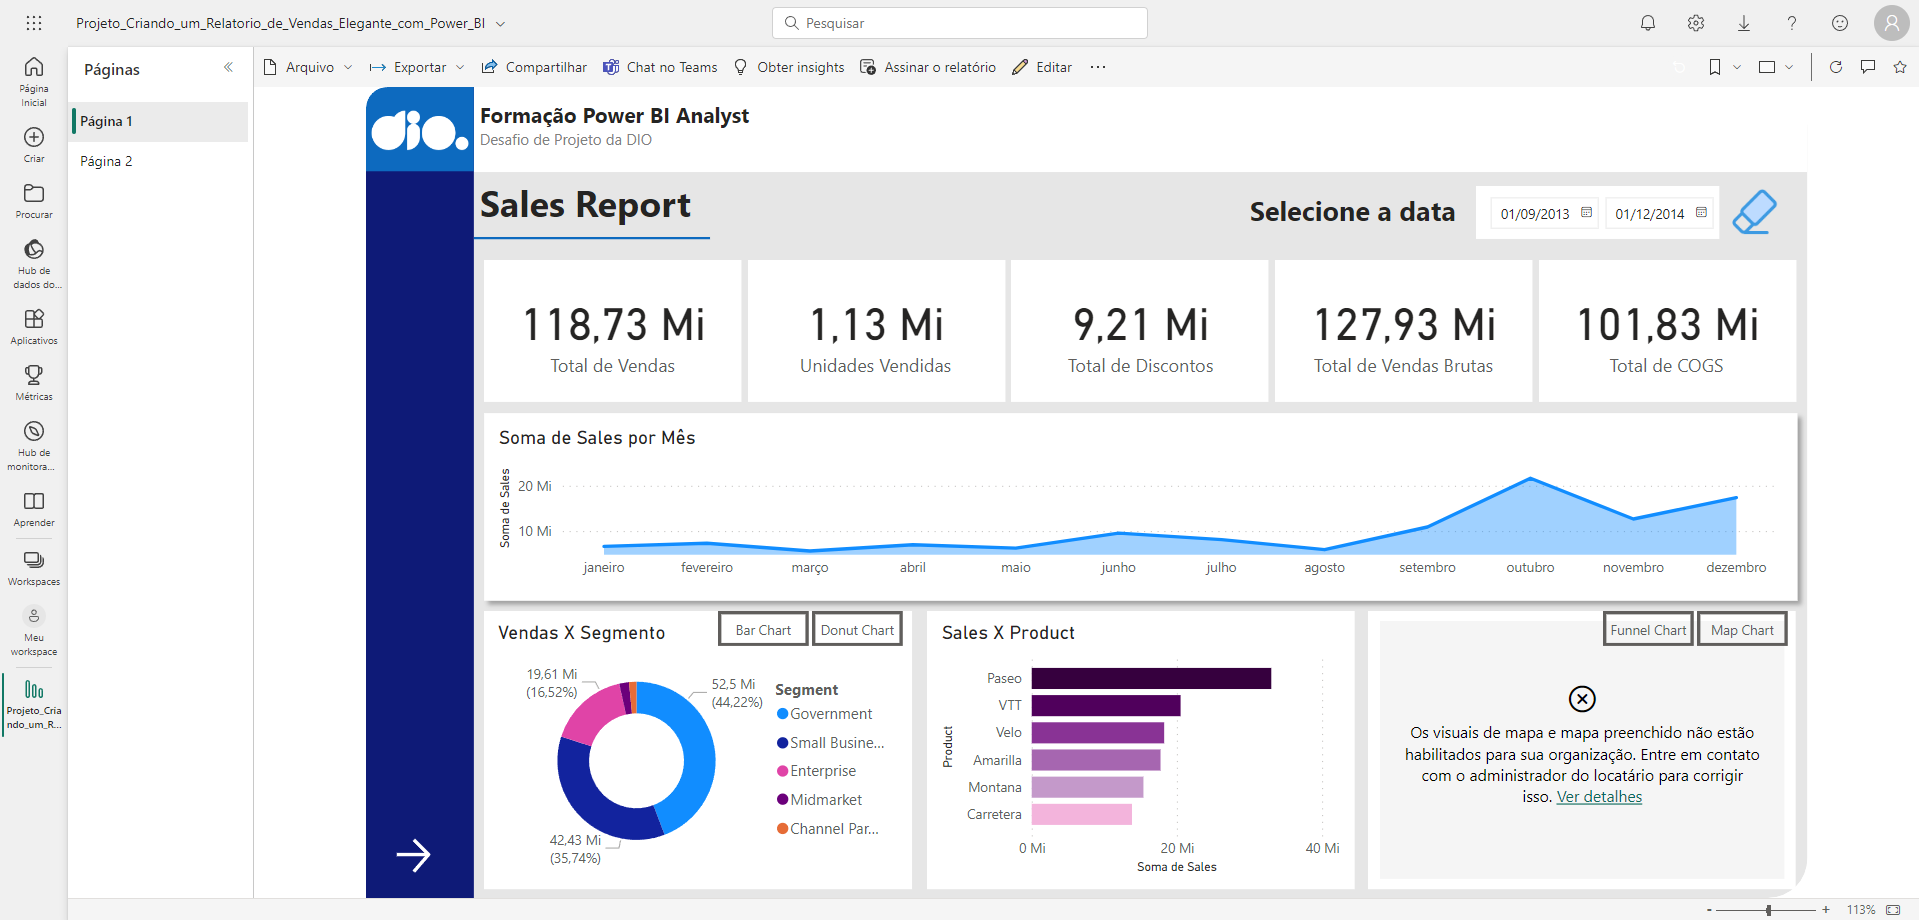 Projeto_Criando_um_Relatorio_de_Vendas_Elegante_com_Power_BI
Pesquisar
Páginas
Arquivo
Exportar
Compartilhar
Chat no Teams
Obter insights
Assinar o relatório
Editar
Página
Inicial
Criar
Procurar
Hub de
dados do...
Aplicativos
Métricas
Hub de
monitora...
Aprender
Workspaces
Meu
workspace
Projeto_Cria
ndo_um_R...
Página 1
Página 2
dio.
Formação Power BI Analyst
Desafio de Projeto da DIO
Sales Report
Selecione a data
01/09/2013
01/12/2014
118,73 Mi
Total de Vendas
1,13 Mi
Unidades Vendidas
9,21 Mi
Total de Discontos
127,93 Mi
Total de Vendas Brutas
101,83 Mi
Total de COGS
Soma de Sales por Mês
Soma de Sales
20 Mi
10 Mi
janeiro
fevereiro
março
abril
maio
junho
julho
agosto
setembro
outubro
novembro
dezembro
Vendas X Segmento
Bar Chart
Donut Chart
19,61 Mi
(16,52%)
52,5 Mi
(44,22%)
42,43 Mi
(35,74%)
Segment
Government
Small Busine...
Enterprise
Midmarket
Channel Par...
Sales X Product
Product
Paseo
VTT
Velo
Amarilla
Montana
Carretera
0 Mi
20 Mi
40 Mi
Soma de Sales
Funnel Chart
Map Chart
Os visuais de mapa e mapa preenchido não estão
habilitados para sua organização. Entre em contato
com o administrador do locatário para corrigir
isso. Ver detalhes
- + 113%